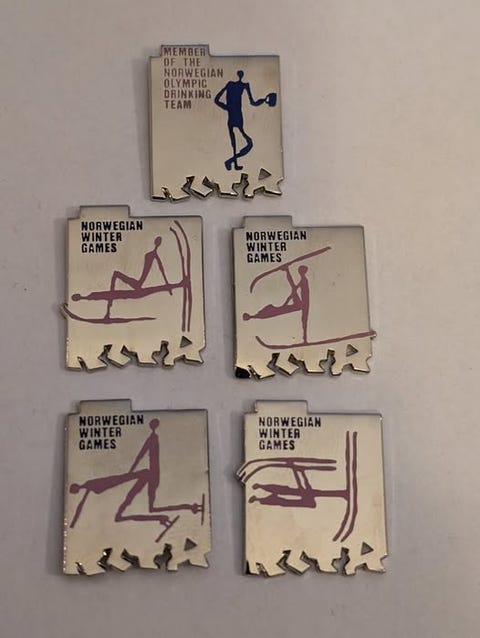 MEMBER
OF THE
NORWEGIAN
OLYMPIC
DRINKING
TEAM
NORWEGIAN
WINTER
GAMES
NORWEGIAN
WINTER
GAMES
NORWEGIAN
WINTER
GAMES
NORWEGIAN
WINTER
GAMES